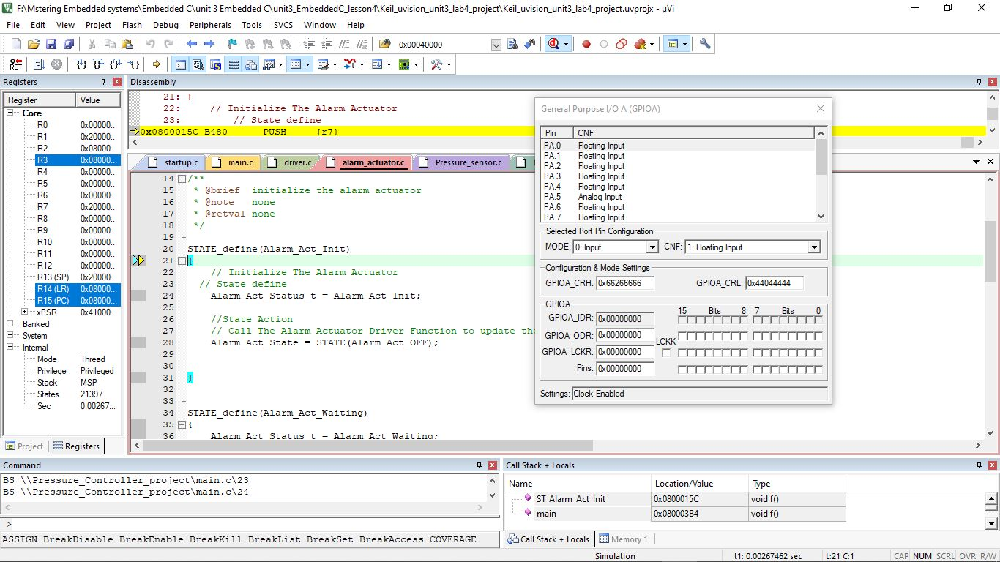 F:\Mstering Embedded systems\Embedded C\unit 3 Embedded C\unit3_EmbeddedC_lesson4\Keil_uvision_unit3_lab4_project\Keil_uvision_unit3_lab4_project.uvprojx - µVi
File Edit View Project Flash Debug Peripherals Tools SVCS Window Help
0x00040000
RST
Registers
Register Value
Core
R0 0x00000...
R1 0x20000...
R2 0x08000...
R3 0x08000...
R4 0x00000...
R5 0x00000...
R6 0x00000...
R7 0x20000...
R8 0x00000...
R9 0x00000...
R10 0x00000...
R11 0x00000...
R12 0x00000...
R13 (SP) 0x20000...
R14 (LR) 0x08000...
R15 (PC) 0x08000...
xPSR 0x41000...
Banked
System
Internal
Mode Thread
Privilege Privileged
Stack MSP
States 21397
Sec 0.00267...
Project Registers
Disassembly
21: {
22: // Initialize The Alarm Actuator
23: // State define
0x0800015C B480 PUSH {r7}
startup.c main.c driver.c alarm_actuator.c Pressure_sensor.c
14 /**
15 * @brief initialize the alarm actuator
16 * @note none
17 * @retval none
18 */
19
20 STATE_define(Alarm_Act_Init)
21 {
22 // Initialize The Alarm Actuator
23 // State define
24 Alarm_Act_Status_t = Alarm_Act_Init;
25
26 //State Action
27 // Call The Alarm Actuator Driver Function to update the
28 Alarm_Act_State = STATE(Alarm_Act_OFF);
29
30
31 }
32
33
34 STATE_define(Alarm_Act_Waiting)
35 {
36 Alarm_Act_Status_t = Alarm_Act_Waiting;
General Purpose I/O A (GPIOA)
Pin CNF
PA.0 Floating Input
PA.1 Floating Input
PA.2 Floating Input
PA.3 Floating Input
PA.4 Floating Input
PA.5 Analog Input
PA.6 Floating Input
PA.7 Floating Input
Selected Port Pin Configuration
MODE: 0: Input CNF: 1: Floating Input
Configuration & Mode Settings
GPIOA_CRH: 0x66266666 GPIOA_CRL: 0x44044444
GPIOA
15 Bits 8 7 Bits 0
GPIOA_IDR: 0x00000000
GPIOA_ODR: 0x00000000
LCKK
GPIOA_LCKR: 0x00000000
Pins: 0x00000000
Settings: Clock Enabled
Command
BS \\Pressure_Controller_project\main.c\23
BS \\Pressure_Controller_project\main.c\24
>
ASSIGN BreakDisable BreakEnable BreakKill BreakList BreakSet BreakAccess COVERAGE
Call Stack + Locals
Name Location/Value Type
ST_Alarm_Act_Init 0x0800015C void f()
main 0x080003B4 void f()
Call Stack + Locals Memory 1
Simulation t1: 0.00267462 sec L:21 C:1 CAP NUM SCRL OVR R/W